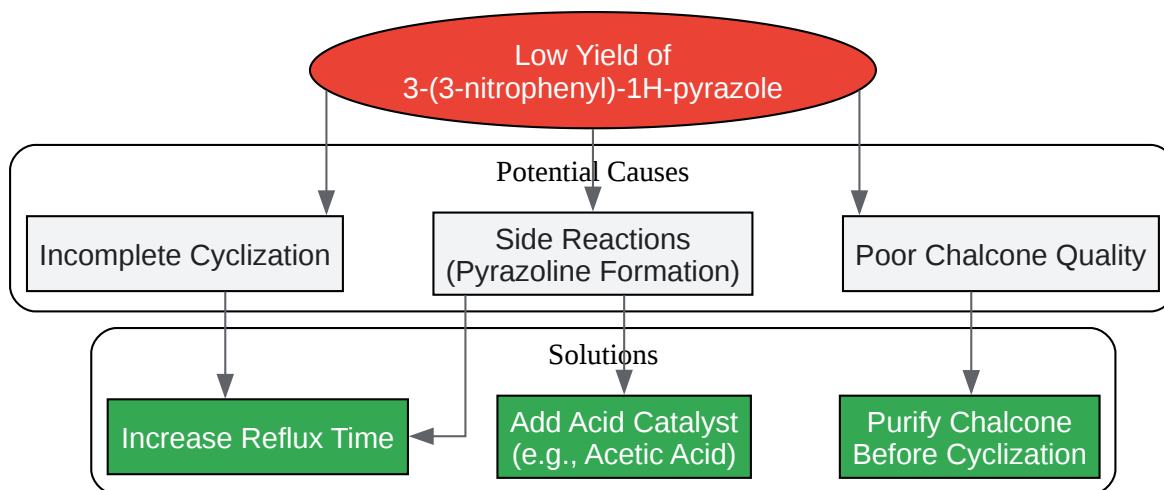 Low Yield of
3-(3-nitrophenyl)-1H-pyrazole
Potential Causes
Incomplete Cyclization
Side Reactions
(Pyrazoline Formation)
Poor Chalcone Quality
Solutions
Increase Reflux Time
Add Acid Catalyst
(e.g., Acetic Acid)
Purify Chalcone
Before Cyclization